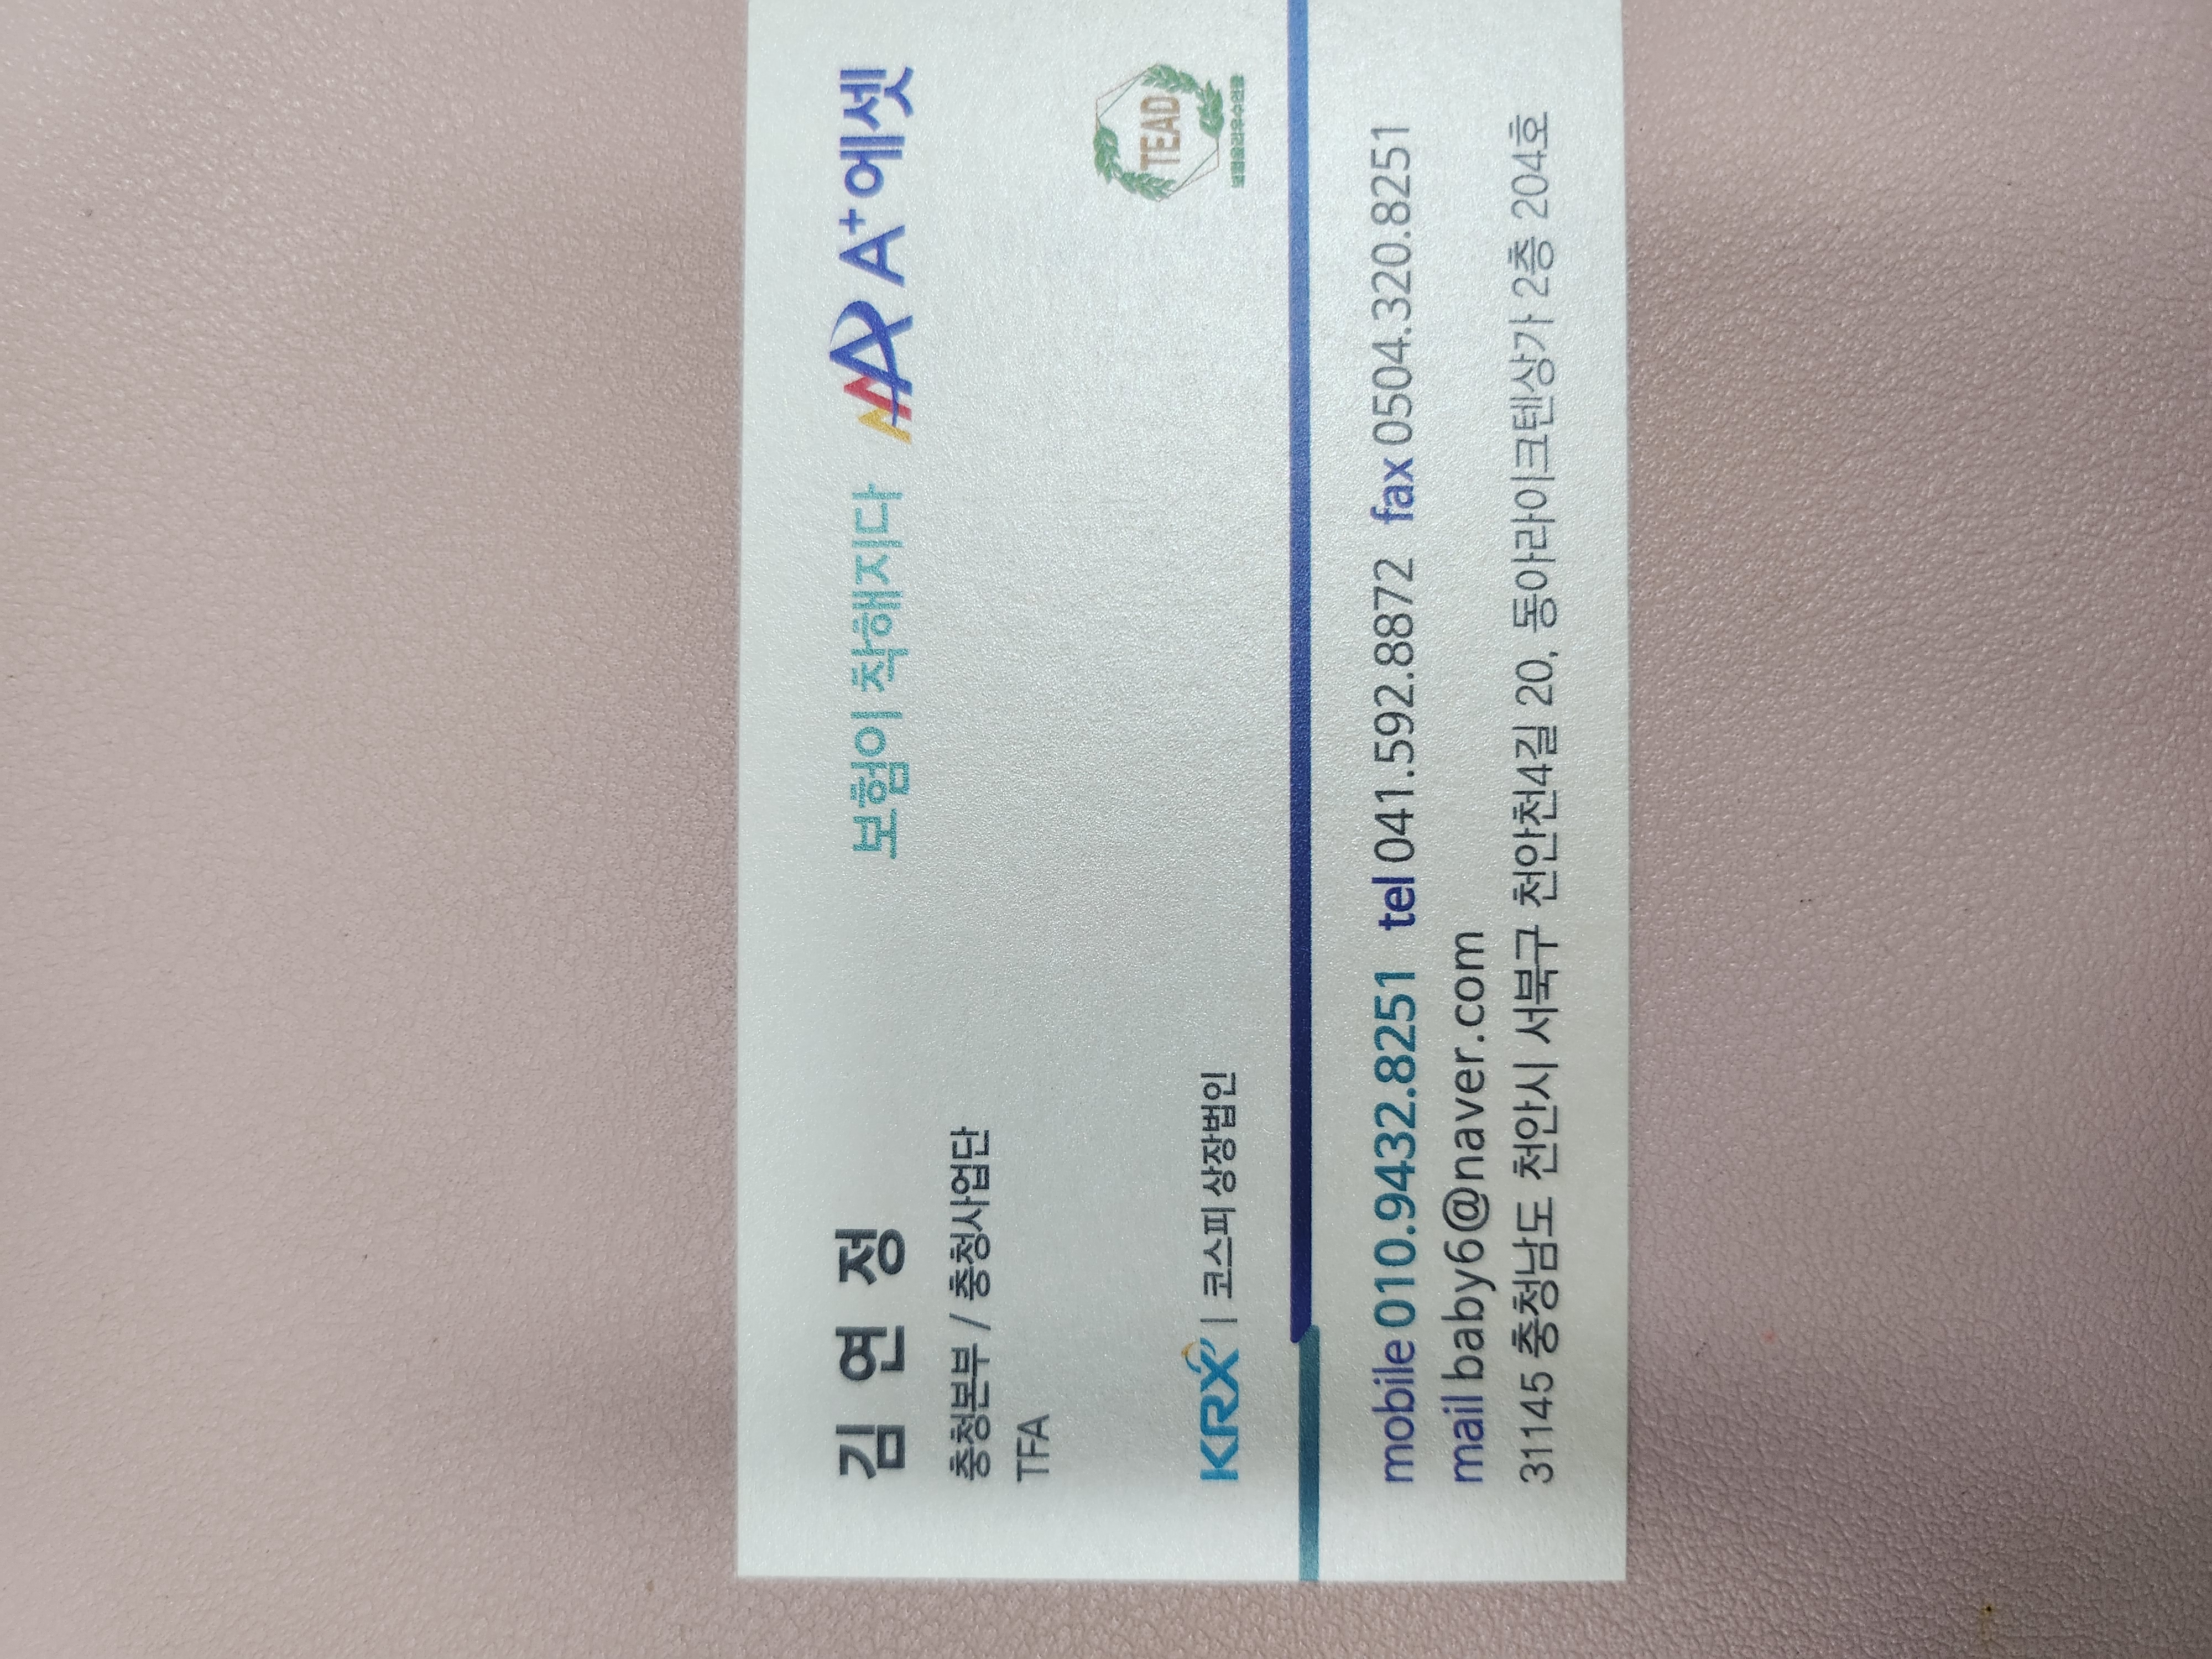 김 연 정
보험이 착해지다 A⁺에셋
충청본부 / 충청사업단
TFA
TEAD
KRX | 코스피 상장법인
mobile 010.9432.8251 tel 041.592.8872 fax 0504.320.8251
mail baby6@naver.com
31145 충청남도 천안시 서북구 천안천4길 20, 동아라이크텐상가 2층 204호